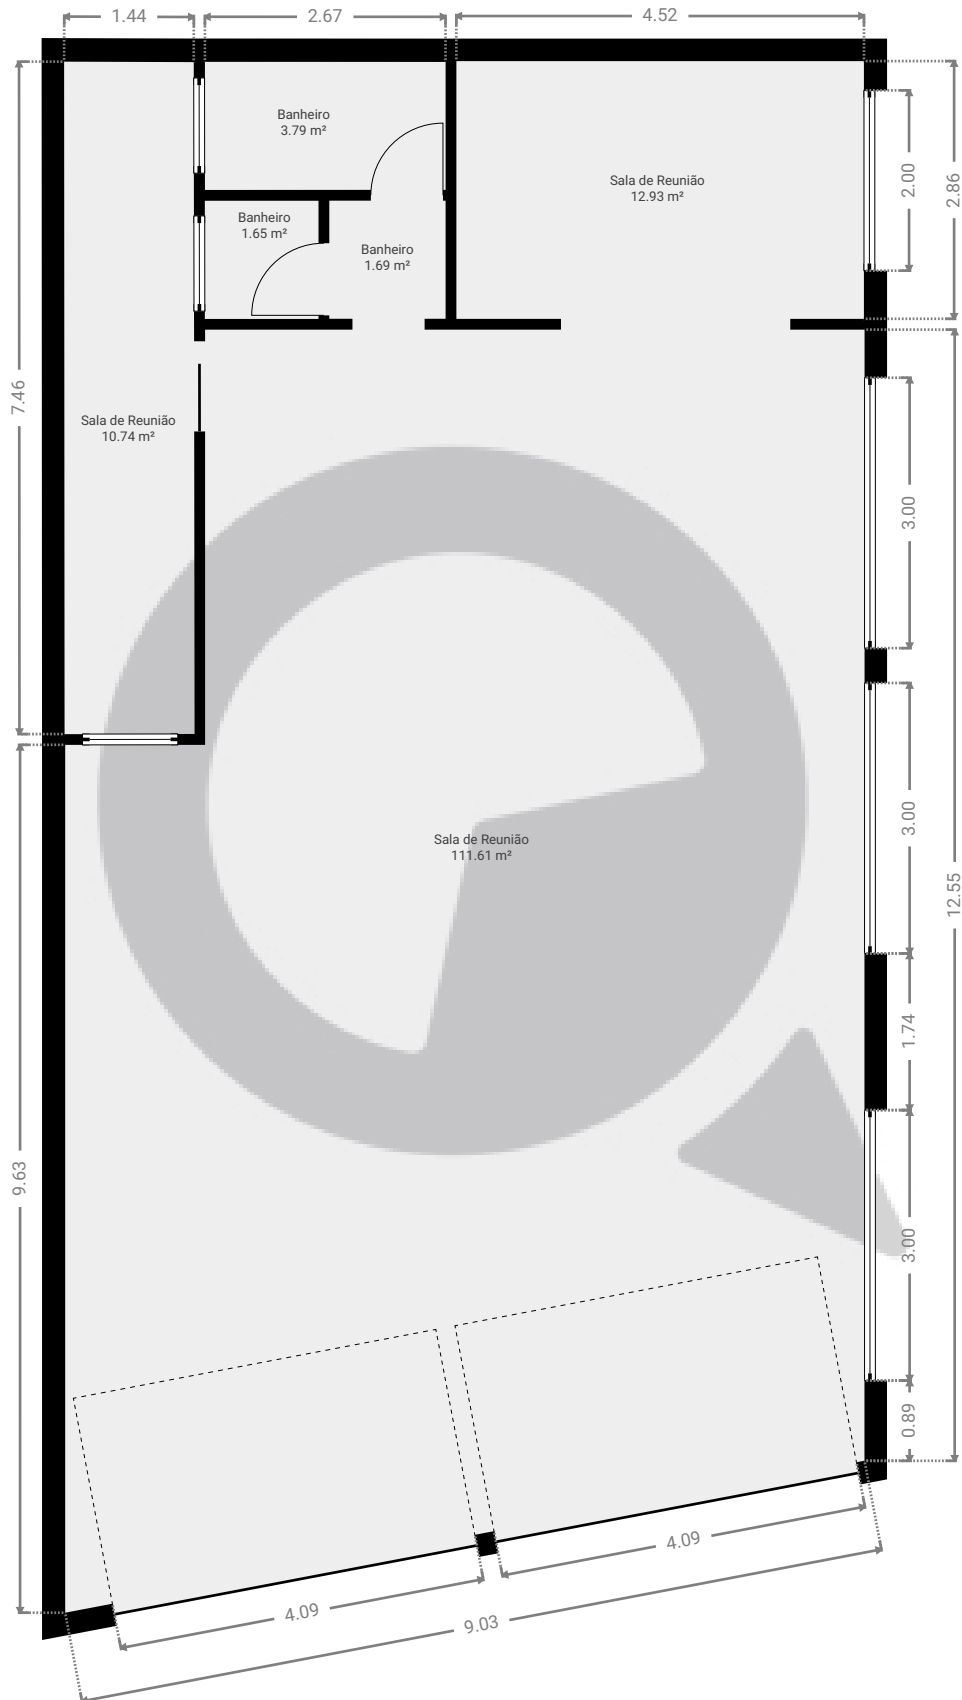 1.44
2.67
4.52
Banheiro
3.79 m²
Sala de Reunião
12.93 m²
2.00
2.86
Banheiro
1.65 m²
Banheiro
1.69 m²
7.46
Sala de Reunião
10.74 m²
3.00
3.00
Sala de Reunião
111.61 m²
12.55
1.74
9.63
3.00
0.89
4.09
4.09
9.03